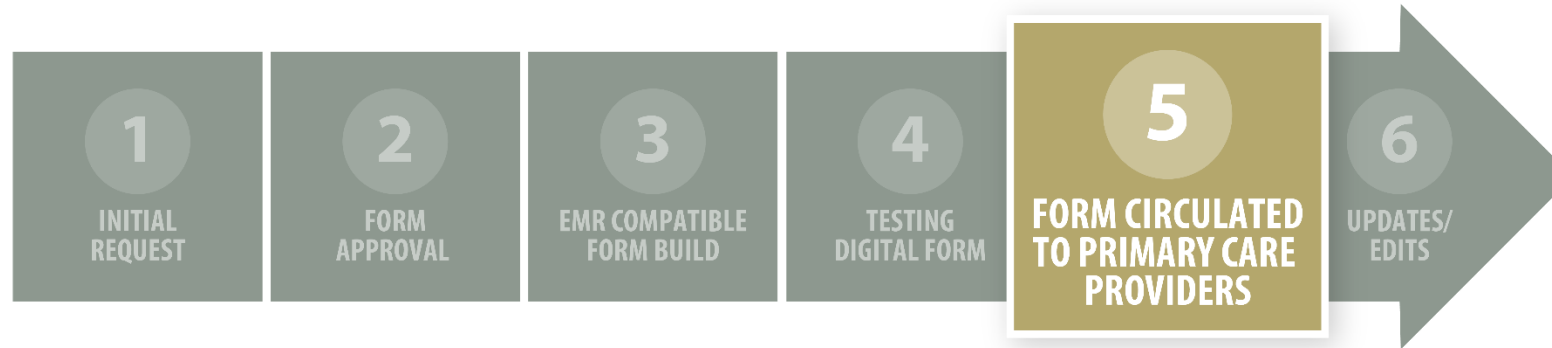 1
INITIAL
REQUEST
2
FORM
APPROVAL
3
EMR COMPATIBLE
FORM BUILD
4
TESTING
DIGITAL FORM
5
FORM CIRCULATED
TO PRIMARY CARE
PROVIDERS
6
UPDATES/
EDITS